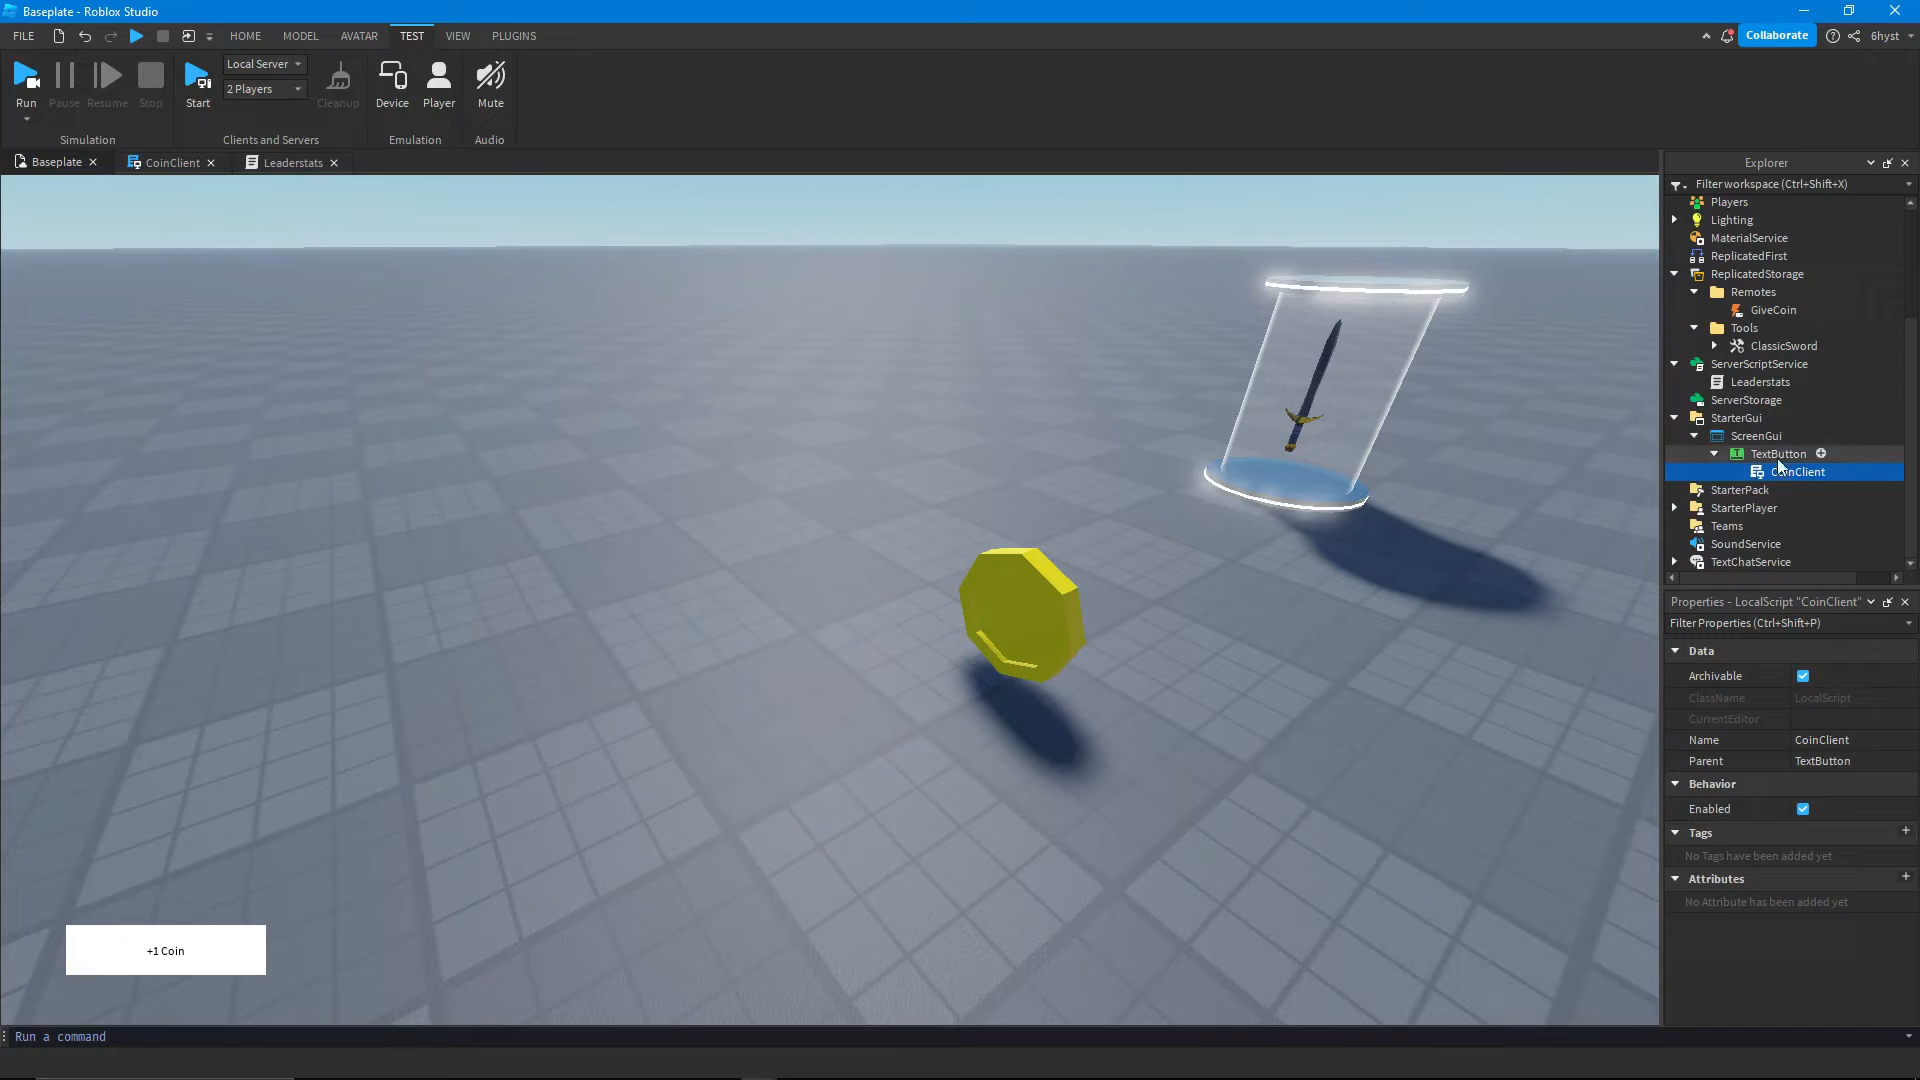 Baseplate - Roblox Studio
FILE HOME MODEL AVATAR TEST VIEW PLUGINS Collaborate 6hyst
Run Pause Resume Stop
Simulation
Start
Local Server
2 Players
Cleanup
Clients and Servers
Device Player
Emulation
Mute
Audio
Baseplate CoinClient Leaderstats
+1 Coin
Run a command
Explorer
Filter workspace (Ctrl+Shift+X)
Players
Lighting
MaterialService
ReplicatedFirst
ReplicatedStorage
Remotes
GiveCoin
Tools
ClassicSword
ServerScriptService
Leaderstats
ServerStorage
StarterGui
ScreenGui
TextButton
CoinClient
StarterPack
StarterPlayer
Teams
SoundService
TextChatService
Properties - LocalScript "CoinClient"
Filter Properties (Ctrl+Shift+P)
Data
Archivable
ClassName LocalScript
CurrentEditor
Name CoinClient
Parent TextButton
Behavior
Enabled
Tags
No Tags have been added yet
Attributes
No Attribute has been added yet